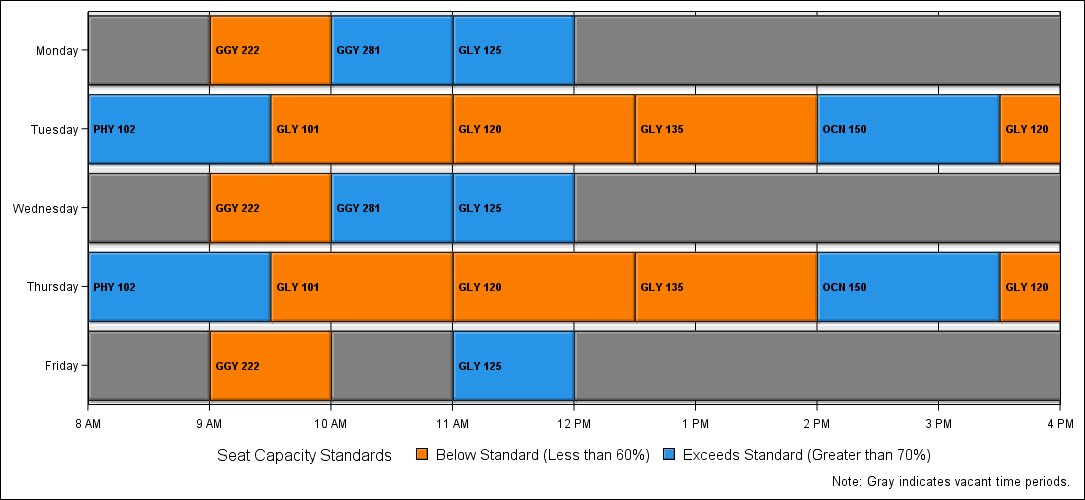 Monday
GGY 222
GGY 281
GLY 125
Tuesday
PHY 102
GLY 101
GLY 120
GLY 135
OCN 150
GLY 120
Wednesday
GGY 222
GGY 281
GLY 125
Thursday
PHY 102
GLY 101
GLY 120
GLY 135
OCN 150
GLY 120
Friday
GGY 222
GLY 125
8 AM 9 AM 10 AM 11 AM 12 PM 1 PM 2 PM 3 PM 4 PM
Seat Capacity Standards Below Standard (Less than 60%) Exceeds Standard (Greater than 70%)
Note: Gray indicates vacant time periods.